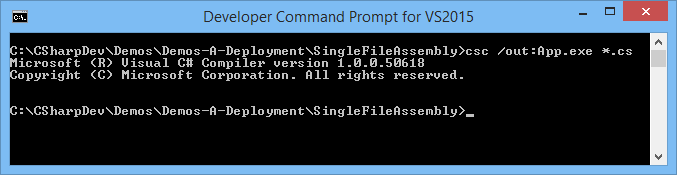 Developer Command Prompt for VS2015
C:\CSharpDev\Demos\Demos-A-Deployment\SingleFileAssembly>csc /out:App.exe *.cs
Microsoft (R) Visual C# Compiler version 1.0.0.50618
Copyright (C) Microsoft Corporation. All rights reserved.
C:\CSharpDev\Demos\Demos-A-Deployment\SingleFileAssembly>_